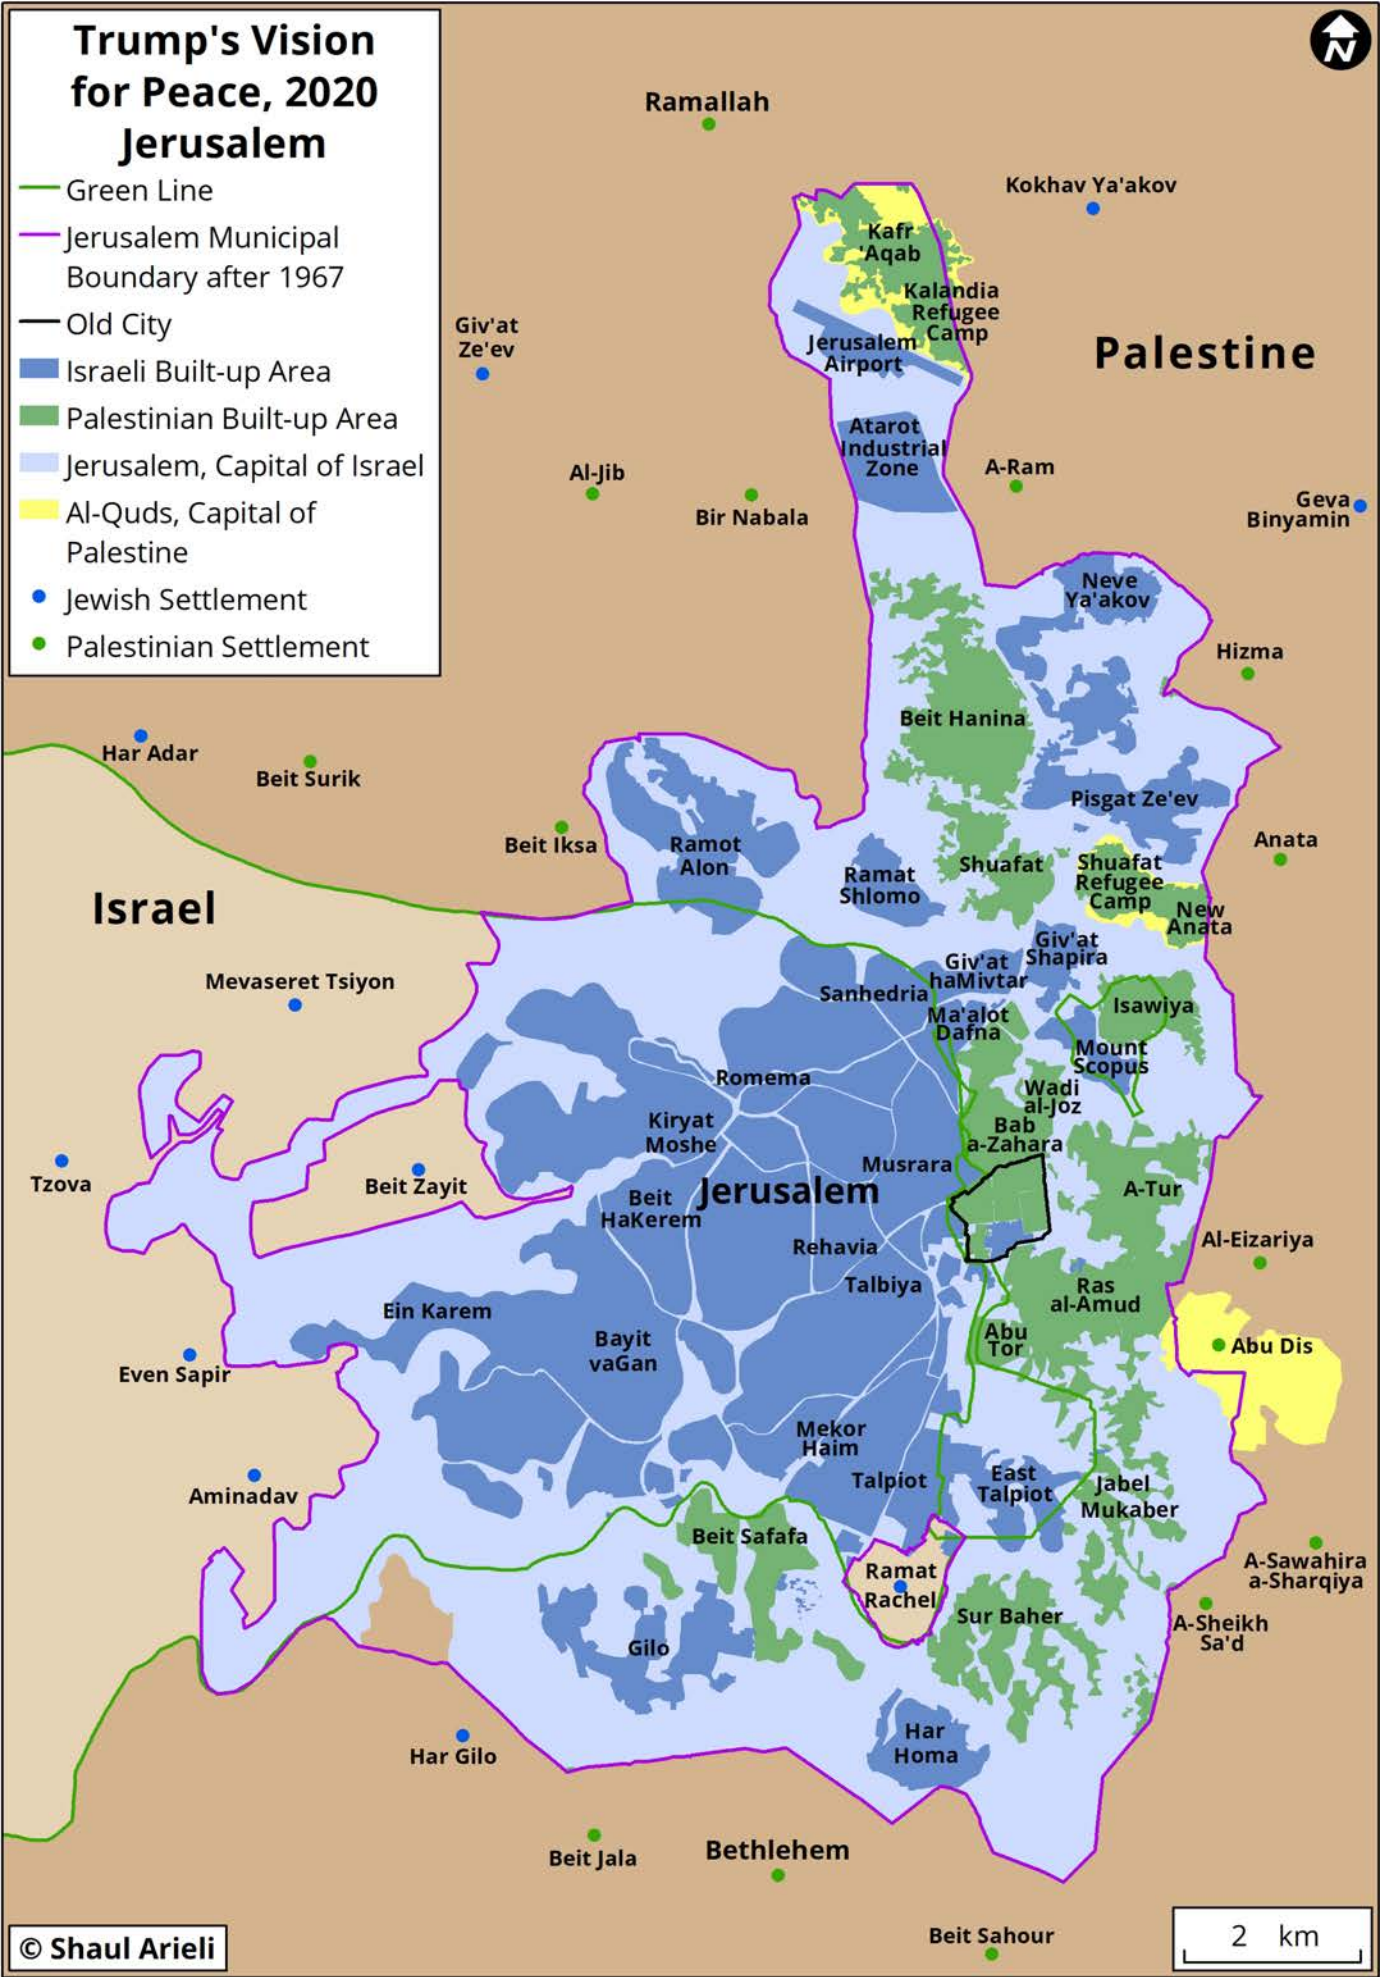 Trump's Vision
for Peace, 2020
Jerusalem
Green Line
Jerusalem Municipal
Boundary after 1967
Old City
Israeli Built-up Area
Palestinian Built-up Area
Jerusalem, Capital of Israel
Al-Quds, Capital of
Palestine
Jewish Settlement
Palestinian Settlement
N
Ramallah
Kokhav Ya'akov
Kafr
'Aqab
Kalandia
Refugee
Camp
Giv'at
Ze'ev
Jerusalem
Airport
Palestine
Atarot
Industrial
Zone
Al-Jib
A-Ram
Bir Nabala
Geva
Binyamin
Neve
Ya'akov
Hizma
Beit Hanina
Har Adar
Beit Surik
Pisgat Ze'ev
Beit Iksa
Ramot
Alon
Ramat
Shlomo
Shuafat
Shuafat
Refugee
Camp
Anata
New
Anata
Israel
Giv'at
Shapira
Giv'at
haMivtar
Mevaseret Tsiyon
Sanhedria
Ma'alot
Dafna
Isawiya
Mount
Scopus
Romema
Wadi
al-Joz
Kiryat
Moshe
Bab
a-Zahara
Musrara
Tzova
Beit Zayit
Beit
HaKerem
Jerusalem
A-Tur
Rehavia
Al-Eizariya
Talbiya
Ras
al-Amud
Ein Karem
Bayit
vaGan
Abu
Tor
Abu Dis
Even Sapir
Mekor
Haim
Talpiot
East
Talpiot
Jabel
Mukaber
Aminadav
Beit Safafa
Ramat
Rachel
A-Sawahira
a-Sharqiya
Sur Baher
A-Sheikh
Sa'd
Gilo
Har
Homa
Har Gilo
Beit Jala
Bethlehem
Beit Sahour
© Shaul Arieli
2 km